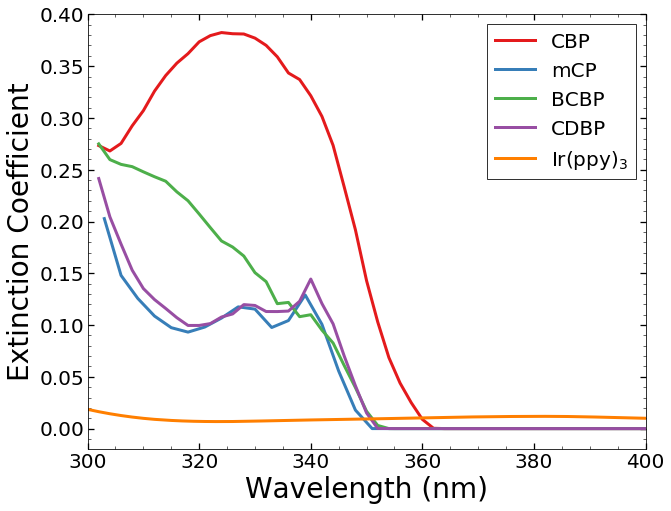 0.40
0.35
0.30
0.25
0.20
0.15
0.10
0.05
0.00
Extinction Coefficient
300 320 340 360 380 400
Wavelength (nm)
CBP
mCP
BCBP
CDBP
Ir(ppy)₃